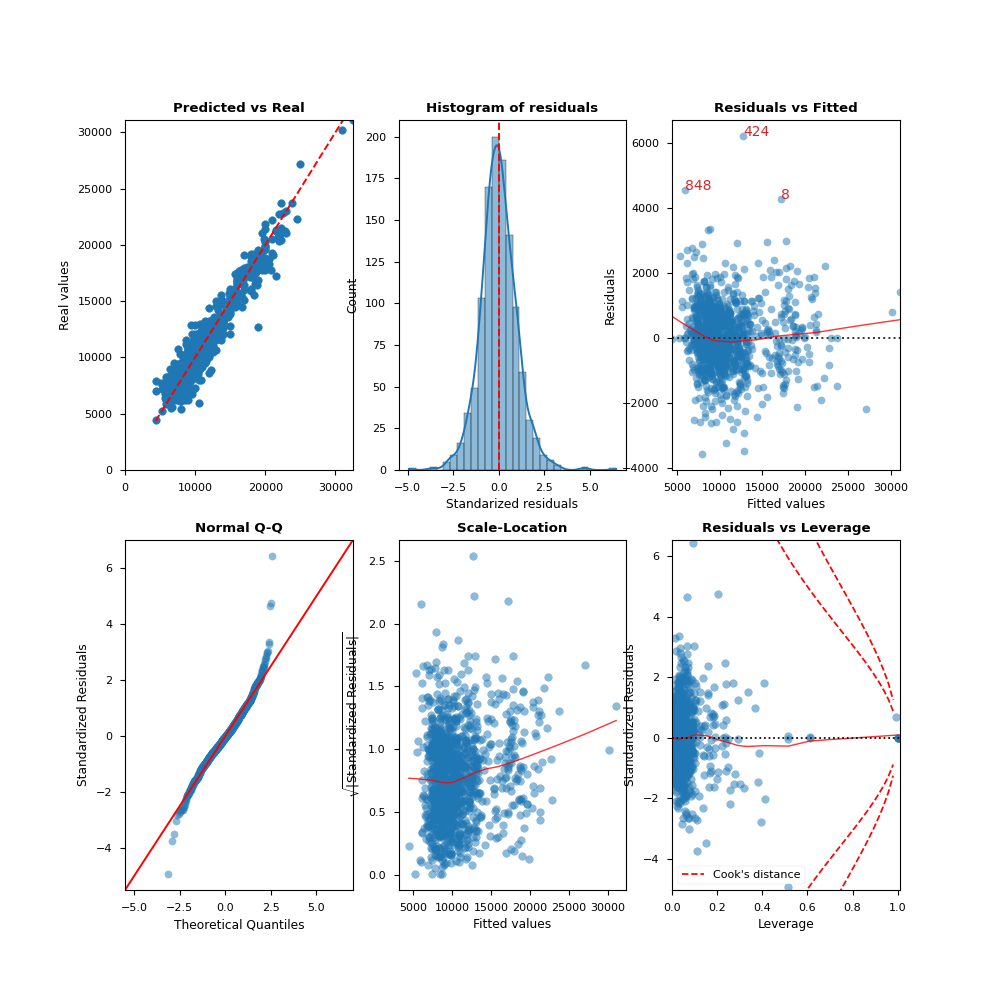 Predicted vs Real
Real values
30000
25000
20000
15000
10000
5000
0
0 10000 20000 30000
Histogram of residuals
Count
200
175
150
125
100
75
50
25
0
−5.0 −2.5 0.0 2.5 5.0
Standarized residuals
Residuals vs Fitted
Residuals
6000
4000
2000
0
−2000
−4000
424
848
8
5000 10000 15000 20000 25000 30000
Fitted values
Normal Q-Q
Standardized Residuals
6
4
2
0
−2
−4
−5.0 −2.5 0.0 2.5 5.0
Theoretical Quantiles
Scale-Location
√|Standardized Residuals|
2.5
2.0
1.5
1.0
0.5
0.0
5000 10000 15000 20000 25000 30000
Fitted values
Residuals vs Leverage
Standardized Residuals
6
4
2
0
−2
−4
Cook's distance
0.0 0.2 0.4 0.6 0.8 1.0
Leverage